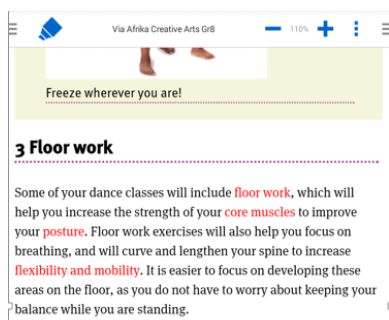 Via Afrika Creative Arts Gr8
110%
Freeze wherever you are!
3 Floor work
Some of your dance classes will include floor work, which will
help you increase the strength of your core muscles to improve
your posture. Floor work exercises will also help you focus on
breathing, and will curve and lengthen your spine to increase
flexibility and mobility. It is easier to focus on developing these
areas on the floor, as you do not have to worry about keeping your
balance while you are standing.